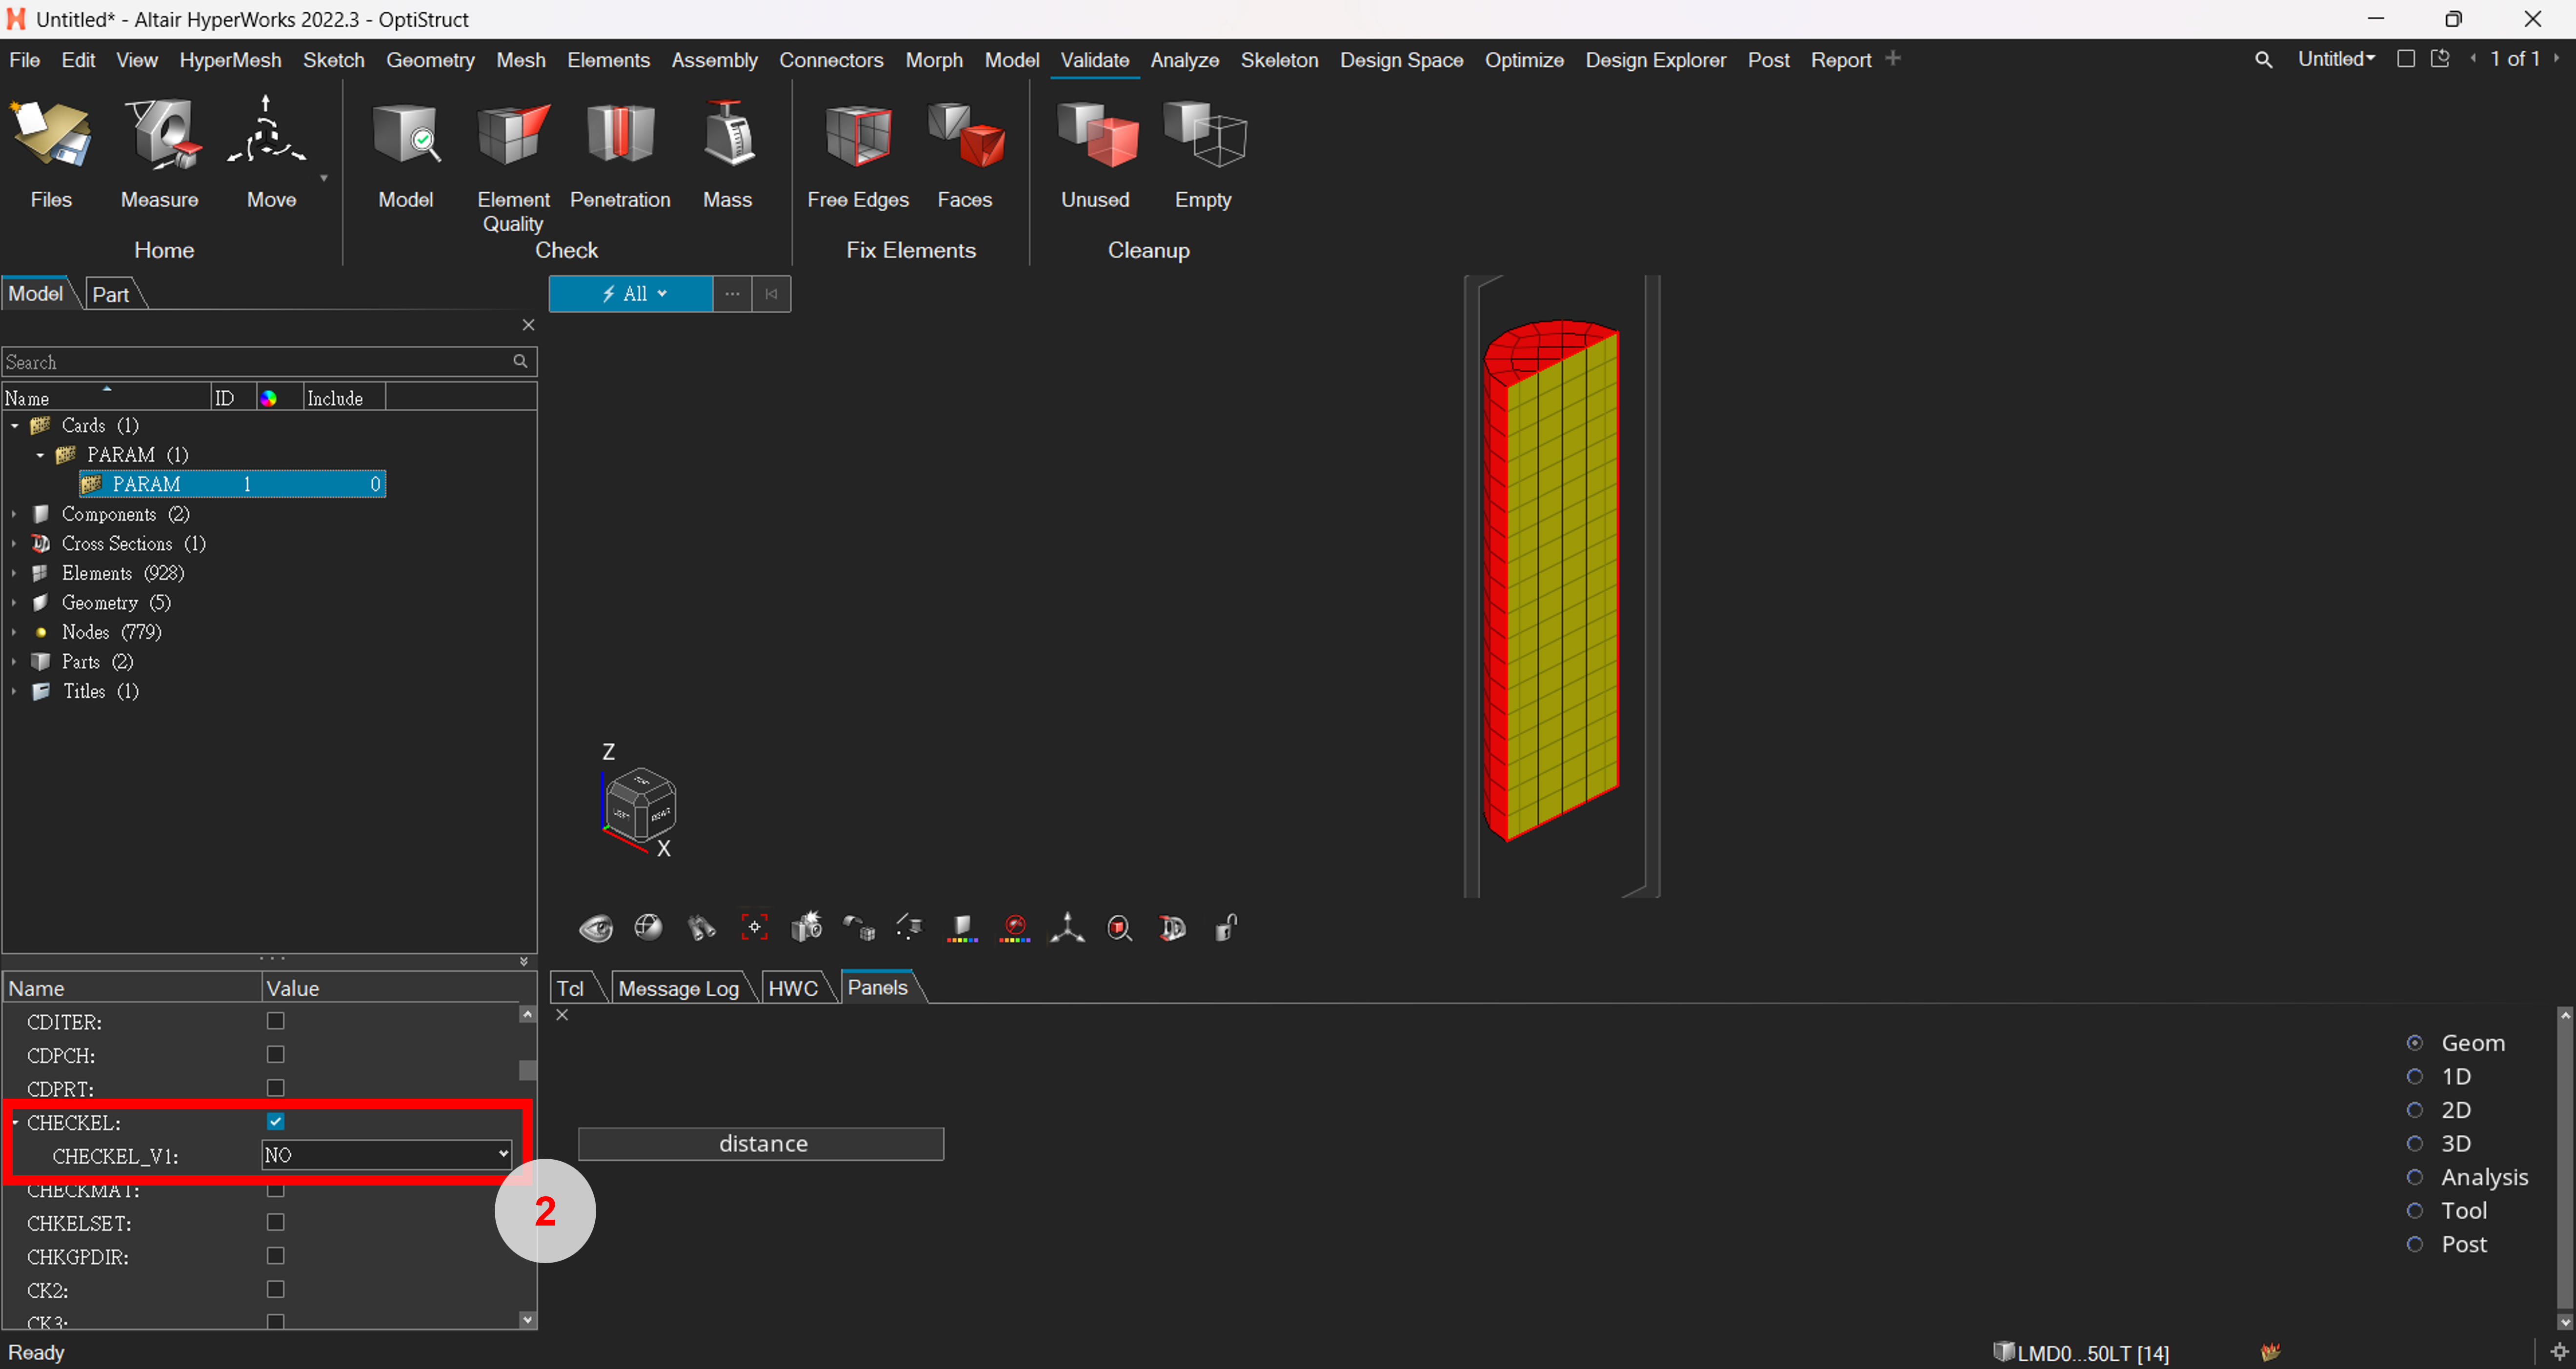 Untitled* - Altair HyperWorks 2022.3 - OptiStruct
File Edit View HyperMesh Sketch Geometry Mesh Elements Assembly Connectors Morph Model Validate Analyze Skeleton Design Space Optimize Design Explorer Post Report Untitled 1 of 1
Files Measure Move Model Element Quality Penetration Mass Free Edges Faces Unused Empty
Home Check Fix Elements Cleanup
Model Part
All
Search
Name ID Include
Cards (1)
PARAM (1)
PARAM 1 0
Components (2)
Cross Sections (1)
Elements (928)
Geometry (5)
Nodes (779)
Parts (2)
Titles (1)
Z
X
Name Value
CDITER:
CDPCH:
CDPRT:
CHECKEL:
CHECKEL_V1: NO
CHECKMAT:
CHKELSET:
CHKGPDIR:
CK2:
CK3:
2
Tcl Message Log HWC Panels
distance
Geom
1D
2D
3D
Analysis
Tool
Post
Ready
LMD0...50LT [14]